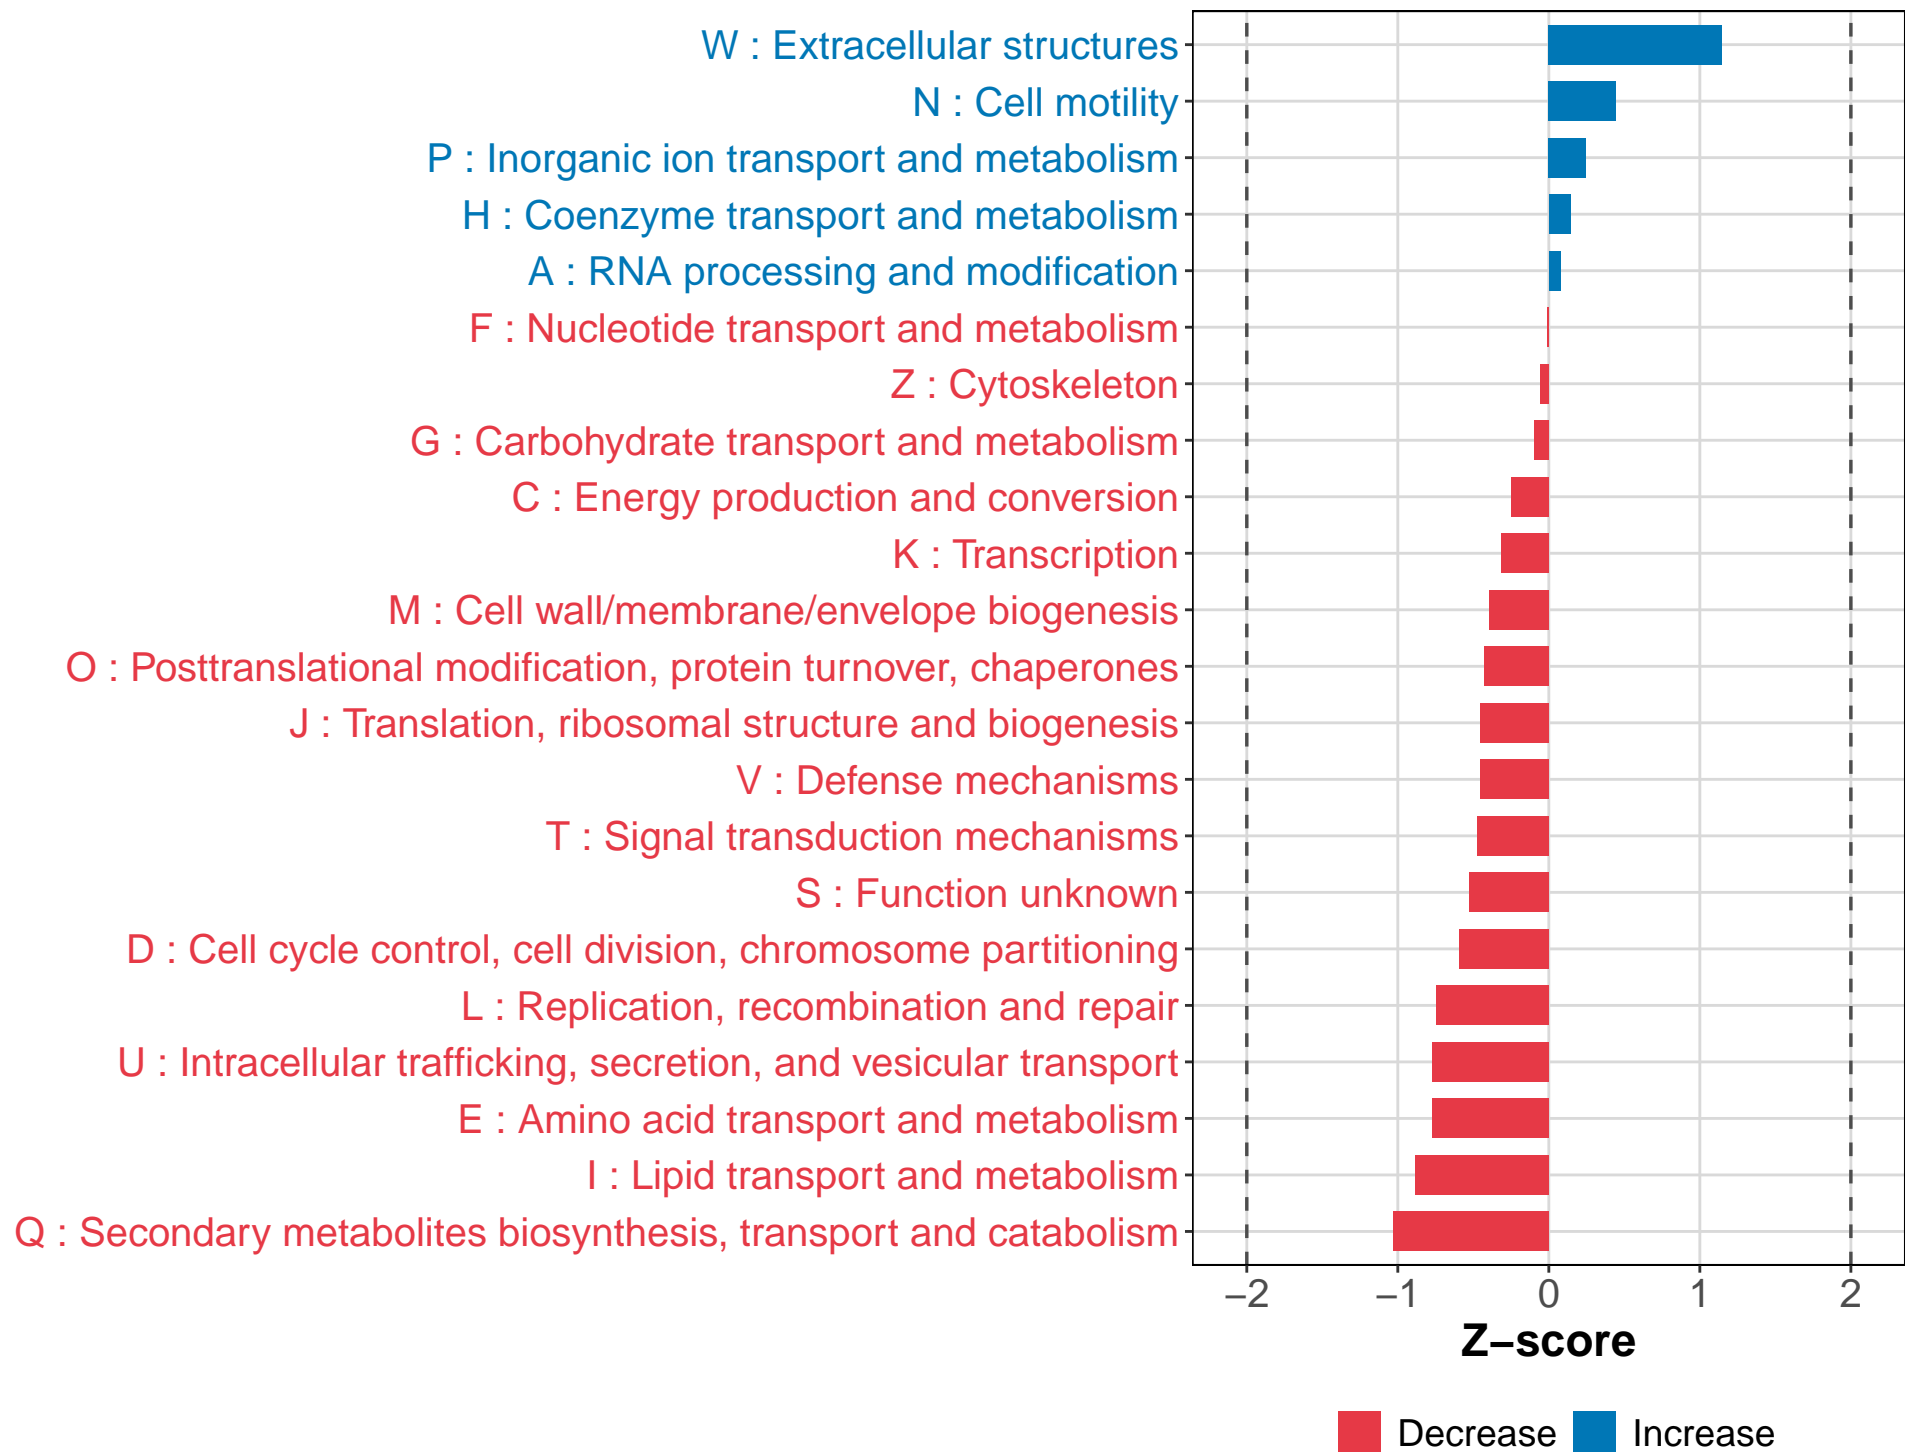 W : Extracellular structures
N : Cell motility
P : Inorganic ion transport and metabolism
H : Coenzyme transport and metabolism
A : RNA processing and modification
F : Nucleotide transport and metabolism
Z : Cytoskeleton
G : Carbohydrate transport and metabolism
C : Energy production and conversion
K : Transcription
M : Cell wall/membrane/envelope biogenesis
O : Posttranslational modification, protein turnover, chaperones
J : Translation, ribosomal structure and biogenesis
V : Defense mechanisms
T : Signal transduction mechanisms
S : Function unknown
D : Cell cycle control, cell division, chromosome partitioning
L : Replication, recombination and repair
U : Intracellular trafficking, secretion, and vesicular transport
E : Amino acid transport and metabolism
I : Lipid transport and metabolism
Q : Secondary metabolites biosynthesis, transport and catabolism
−2 −1 0 1 2
Z−score
Decrease Increase